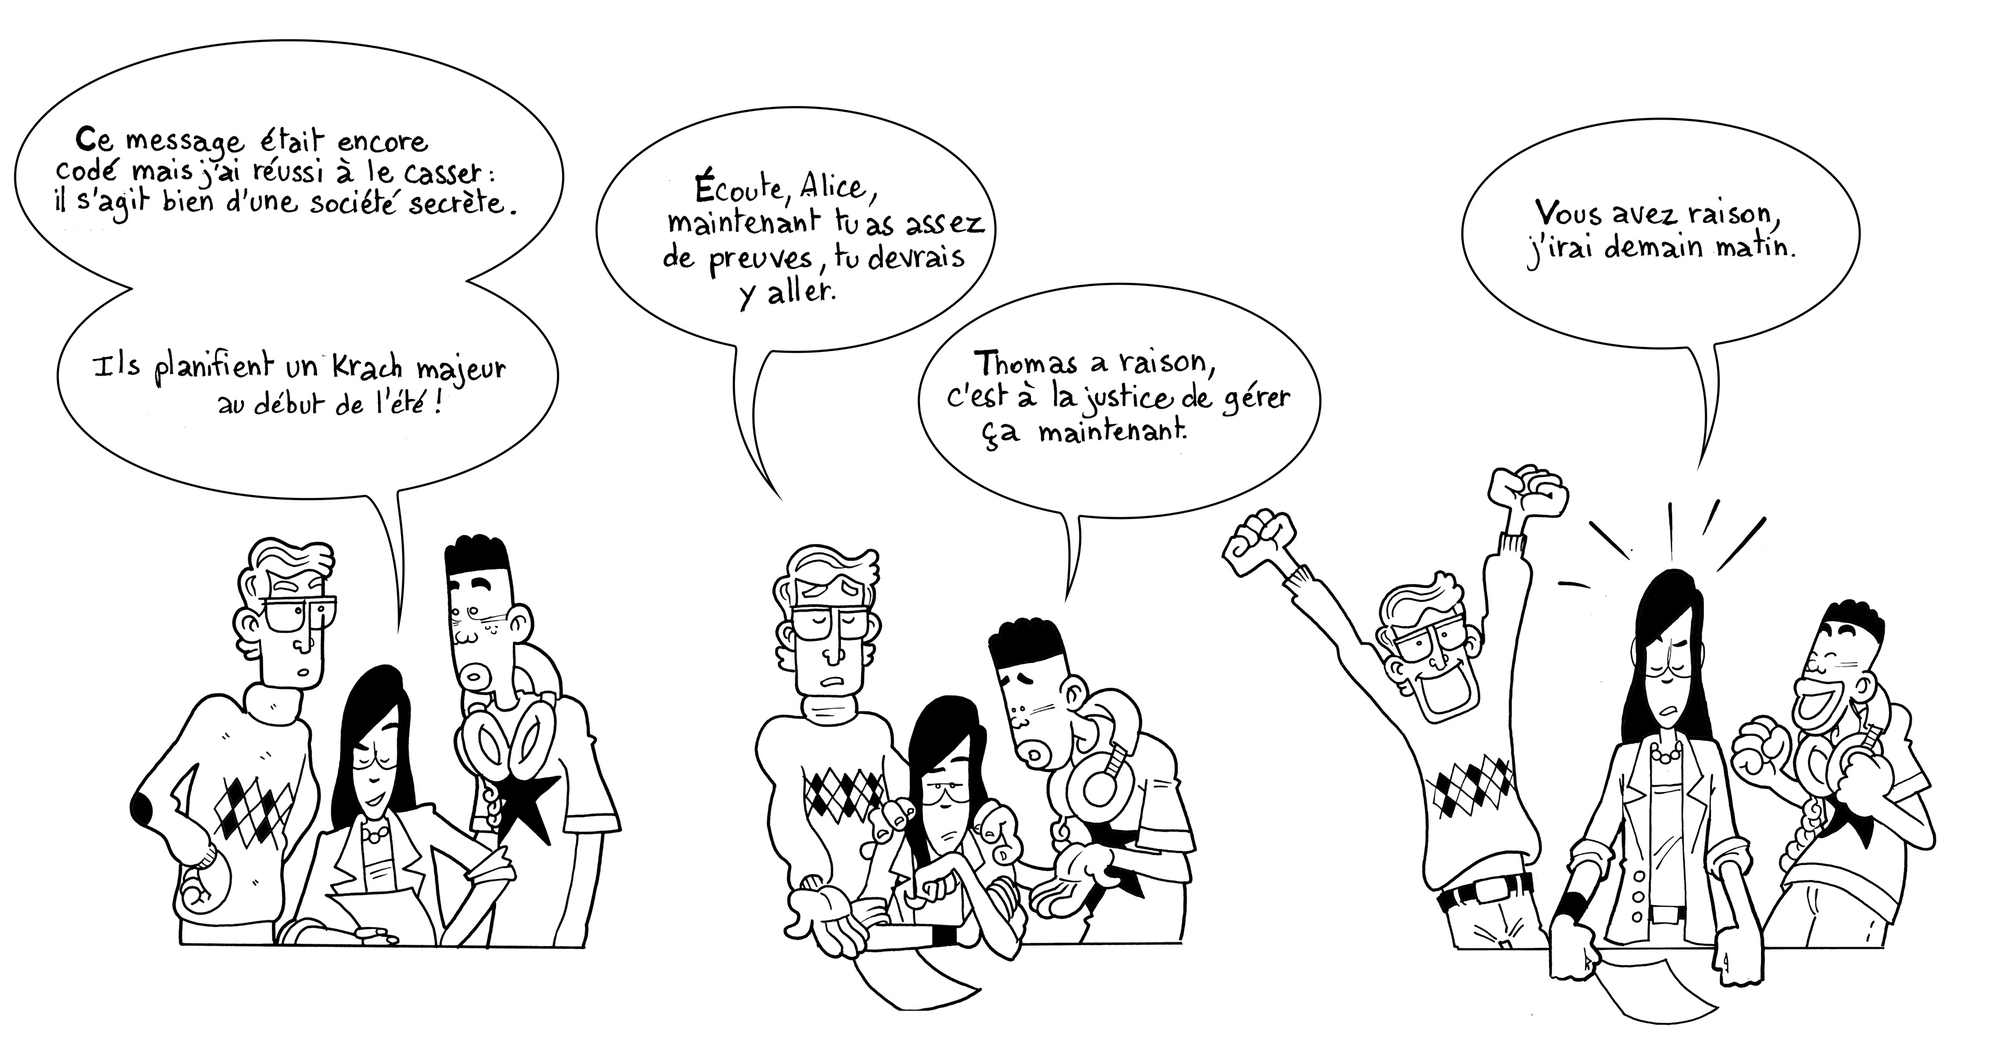 Ce message était encore
codé mais j'ai réussi à le casser :
il s'agit bien d'une société secrète.
Ils planifient un Krach majeur
au début de l'été !
Écoute, Alice,
maintenant tu as assez
de preuves, tu devrais
y aller.
Thomas a raison,
c'est à la justice de gérer
ça maintenant.
Vous avez raison,
j'irai demain matin.